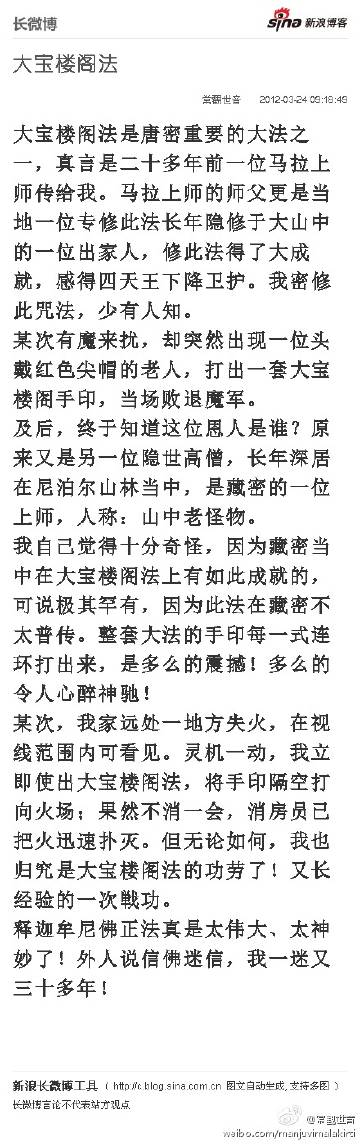 长微博
sina 新浪博客
大宝楼阁法
常翻世音 2012-03-24 09:18:49
大宝楼阁法是唐密重要的大法之
一，真言是二十多年前一位马拉上
师传给我。马拉上师的师父更是当
地一位专修此法长年隐修于大山中
的一位出家人，修此法得了大成
就，感得四天王下降卫护。我密修
此咒法，少有人知。
某次有魔来扰，却突然出现一位头
戴红色尖帽的老人，打出一套大宝
楼阁手印，当场败退魔军。
及后，终于知道这位恩人是谁？原
来又是另一位隐世高僧，长年深居
在尼泊尔山林当中，是藏密的一位
上师，人称：山中老怪物。
我自己觉得十分奇怪，因为藏密当
中在大宝楼阁法上有如此成就的，
可说极其罕有，因为此法在藏密不
太普传。整套大法的手印每一式连
环打出来，是多么的震撼！多么的
令人心醉神驰！
某次，我家远处一地方失火，在视
线范围内可看见。灵机一动，我立
即使出大宝楼阁法，将手印隔空打
向火场；果然不消一会，消房员已
把火迅速扑灭。但无论如何，我也
归究是大宝楼阁法的功劳了！又长
经验的一次战功。
释迦牟尼佛正法真是太伟大、太神
妙了！外人说信佛迷信，我一迷又
三十多年！
新浪长微博工具 ( http://c.blog.sina.com.cn 图文自动生成, 支持多图 )
长微博言论不代表站方观点
weibo.com/manjuvimalakirti